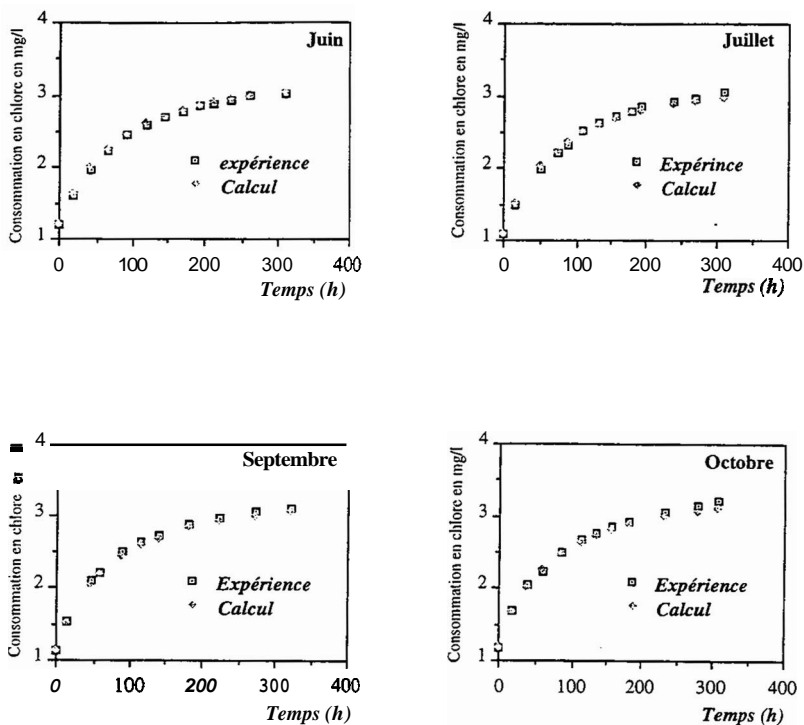 Consommation en chlore en mg/l
4
3
2
1
Juin
expérience
Calcul
0 100 200 300 400
Temps (h)
Consommation en chlore en mg/l
4
3
2
1
Juillet
Expérince
Calcul
0 100 200 300 400
Temps (h)
Consommation en chlore
4
3
2
1
Septembre
Expérience
Calcul
0 100 200 300 400
Temps (h)
Consommation en chlore en mg/l
4
3
2
1
Octobre
Expérience
Calcul
0 100 200 300 400
Temps (h)